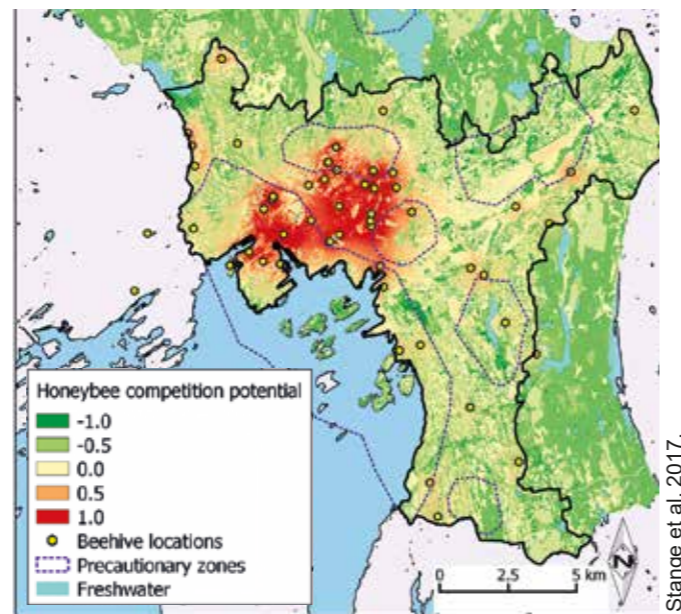 Honeybee competition potential
-1.0
-0.5
0.0
0.5
1.0
Beehive locations
Precautionary zones
Freshwater
N
0 2.5 5 km
Stange et al. 2017.